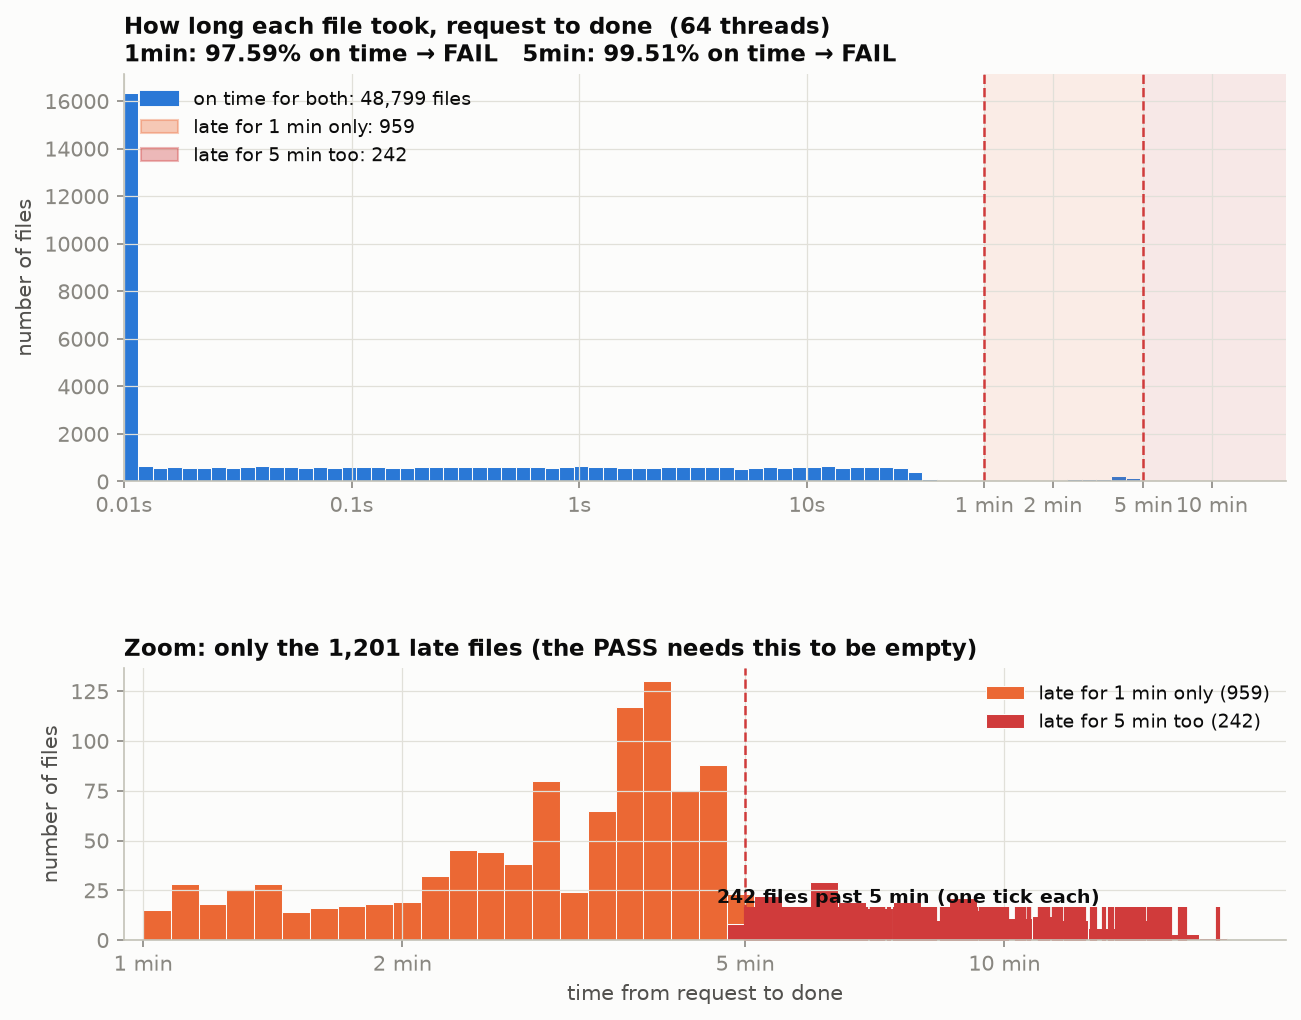 How long each file took, request to done  (64 threads)
1min: 97.59% on time → FAIL   5min: 99.51% on time → FAIL
number of files
16000
14000
12000
10000
8000
6000
4000
2000
0
on time for both: 48,799 files
late for 1 min only: 959
late for 5 min too: 242
0.01s
0.1s
1s
10s
1 min
2 min
5 min
10 min
Zoom: only the 1,201 late files (the PASS needs this to be empty)
number of files
125
100
75
50
25
0
late for 1 min only (959)
late for 5 min too (242)
242 files past 5 min (one tick each)
1 min
2 min
5 min
10 min
time from request to done